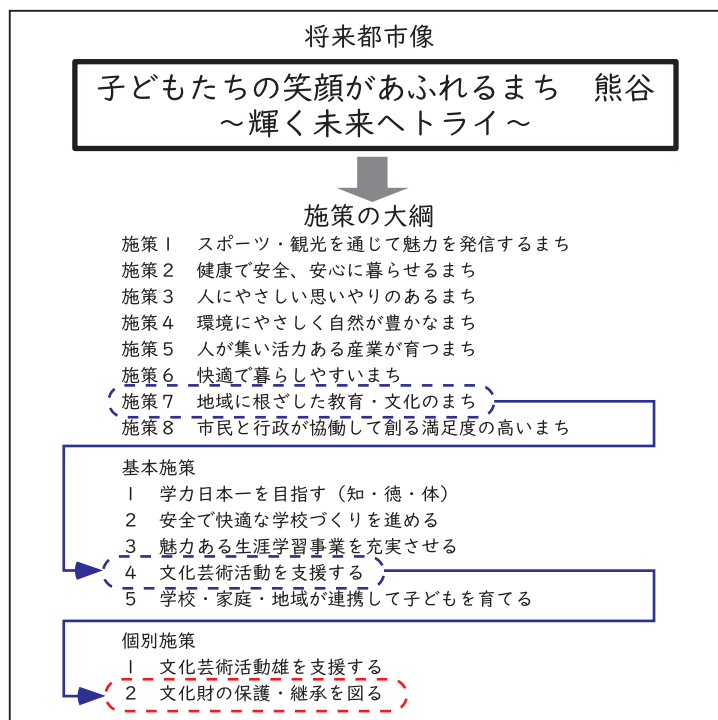 将来都市像
子どもたちの笑顔があふれるまち　熊谷
～輝く未来へトライ～
施策の大綱
施策1　スポーツ・観光を通じて魅力を発信するまち
施策2　健康で安全、安心に暮らせるまち
施策3　人にやさしい思いやりのあるまち
施策4　環境にやさしく自然が豊かなまち
施策5　人が集い活力ある産業が育つまち
施策6　快適で暮らしやすいまち
施策7　地域に根ざした教育・文化のまち
施策8　市民と行政が協働して創る満足度の高いまち
基本施策
1　学力日本一を目指す（知・徳・体）
2　安全で快適な学校づくりを進める
3　魅力ある生涯学習事業を充実させる
4　文化芸術活動を支援する
5　学校・家庭・地域が連携して子どもを育てる
個別施策
1　文化芸術活動雄を支援する
2　文化財の保護・継承を図る